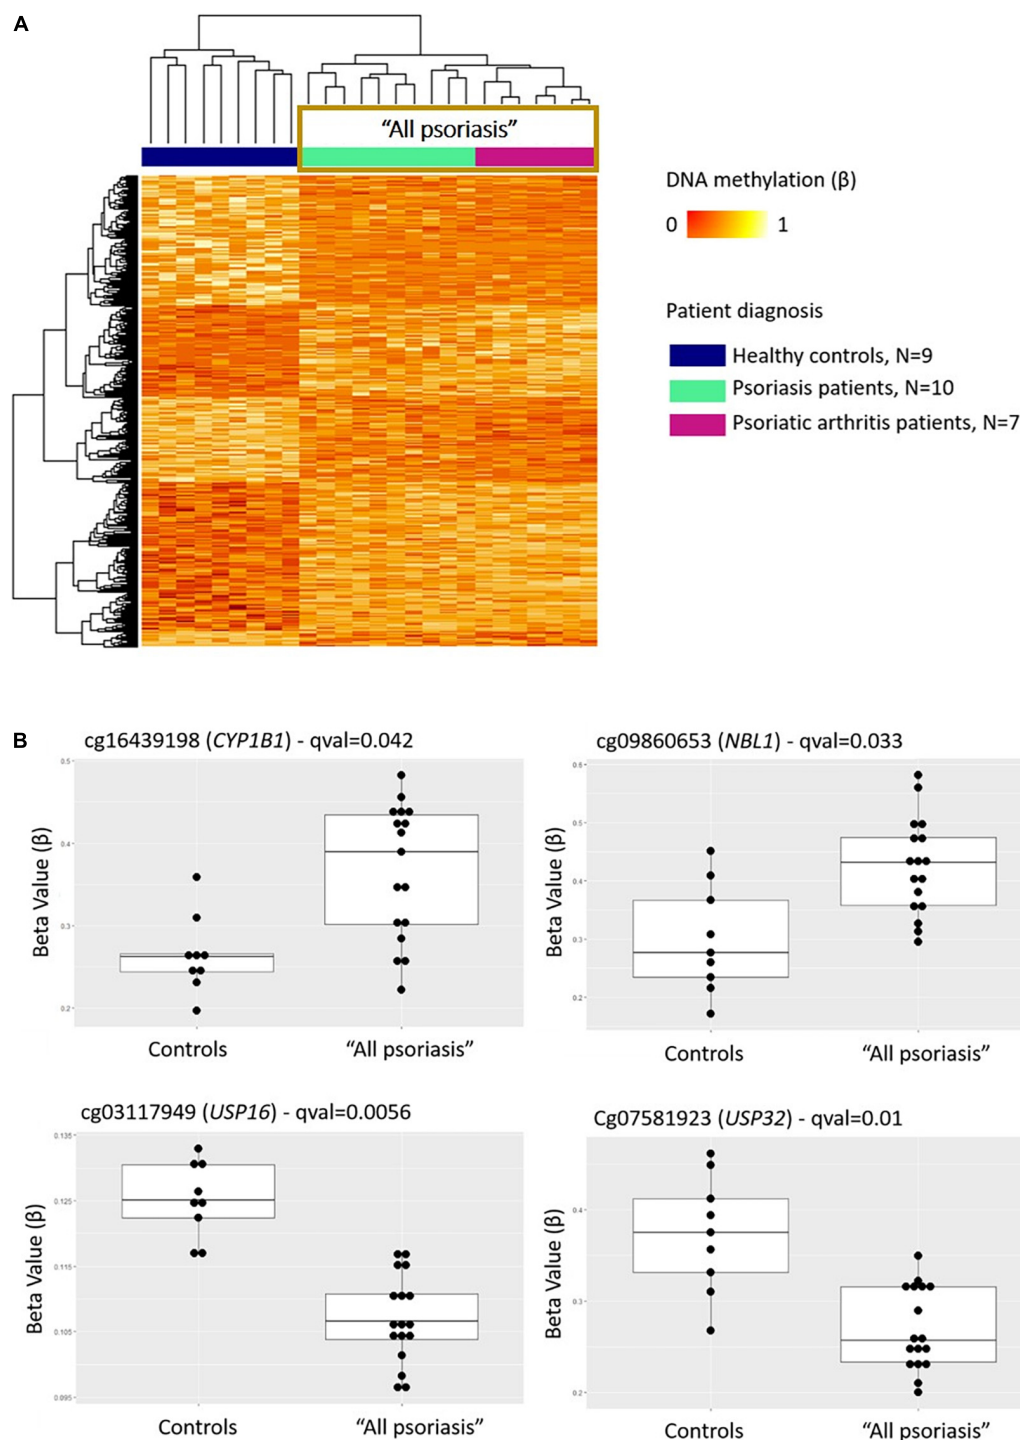 A
“All psoriasis”
DNA methylation (β)
0 1
Patient diagnosis
Healthy controls, N=9
Psoriasis patients, N=10
Psoriatic arthritis patients, N=7
B
cg16439198 (CYP1B1) - qval=0.042
Beta Value (β)
0.5
0.4
0.3
0.2
Controls “All psoriasis”
cg09860653 (NBL1) - qval=0.033
Beta Value (β)
0.6
0.5
0.4
0.3
0.2
Controls “All psoriasis”
cg03117949 (USP16) - qval=0.0056
Beta Value (β)
0.135
0.125
0.115
0.105
0.095
Controls “All psoriasis”
Cg07581923 (USP32) - qval=0.01
Beta Value (β)
0.4
0.3
0.2
Controls “All psoriasis”